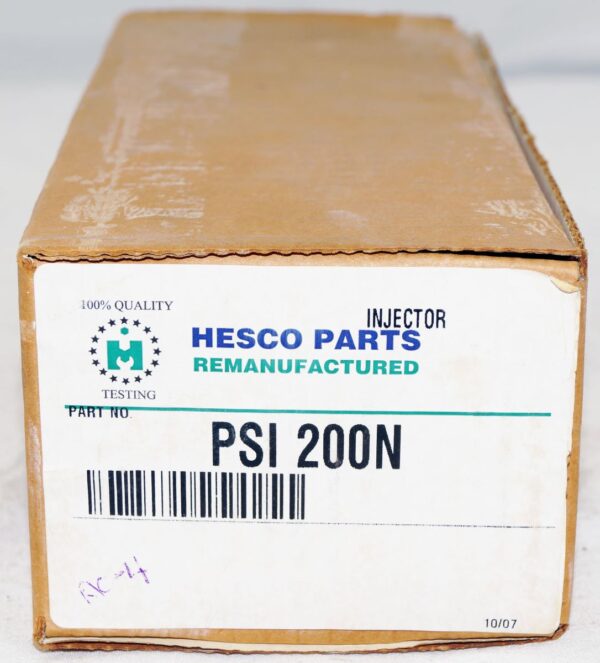 100% QUALITY
INJECTOR
HESCO PARTS
REMANUFACTURED
TESTING
PART NO.
PSI 200N
10/07